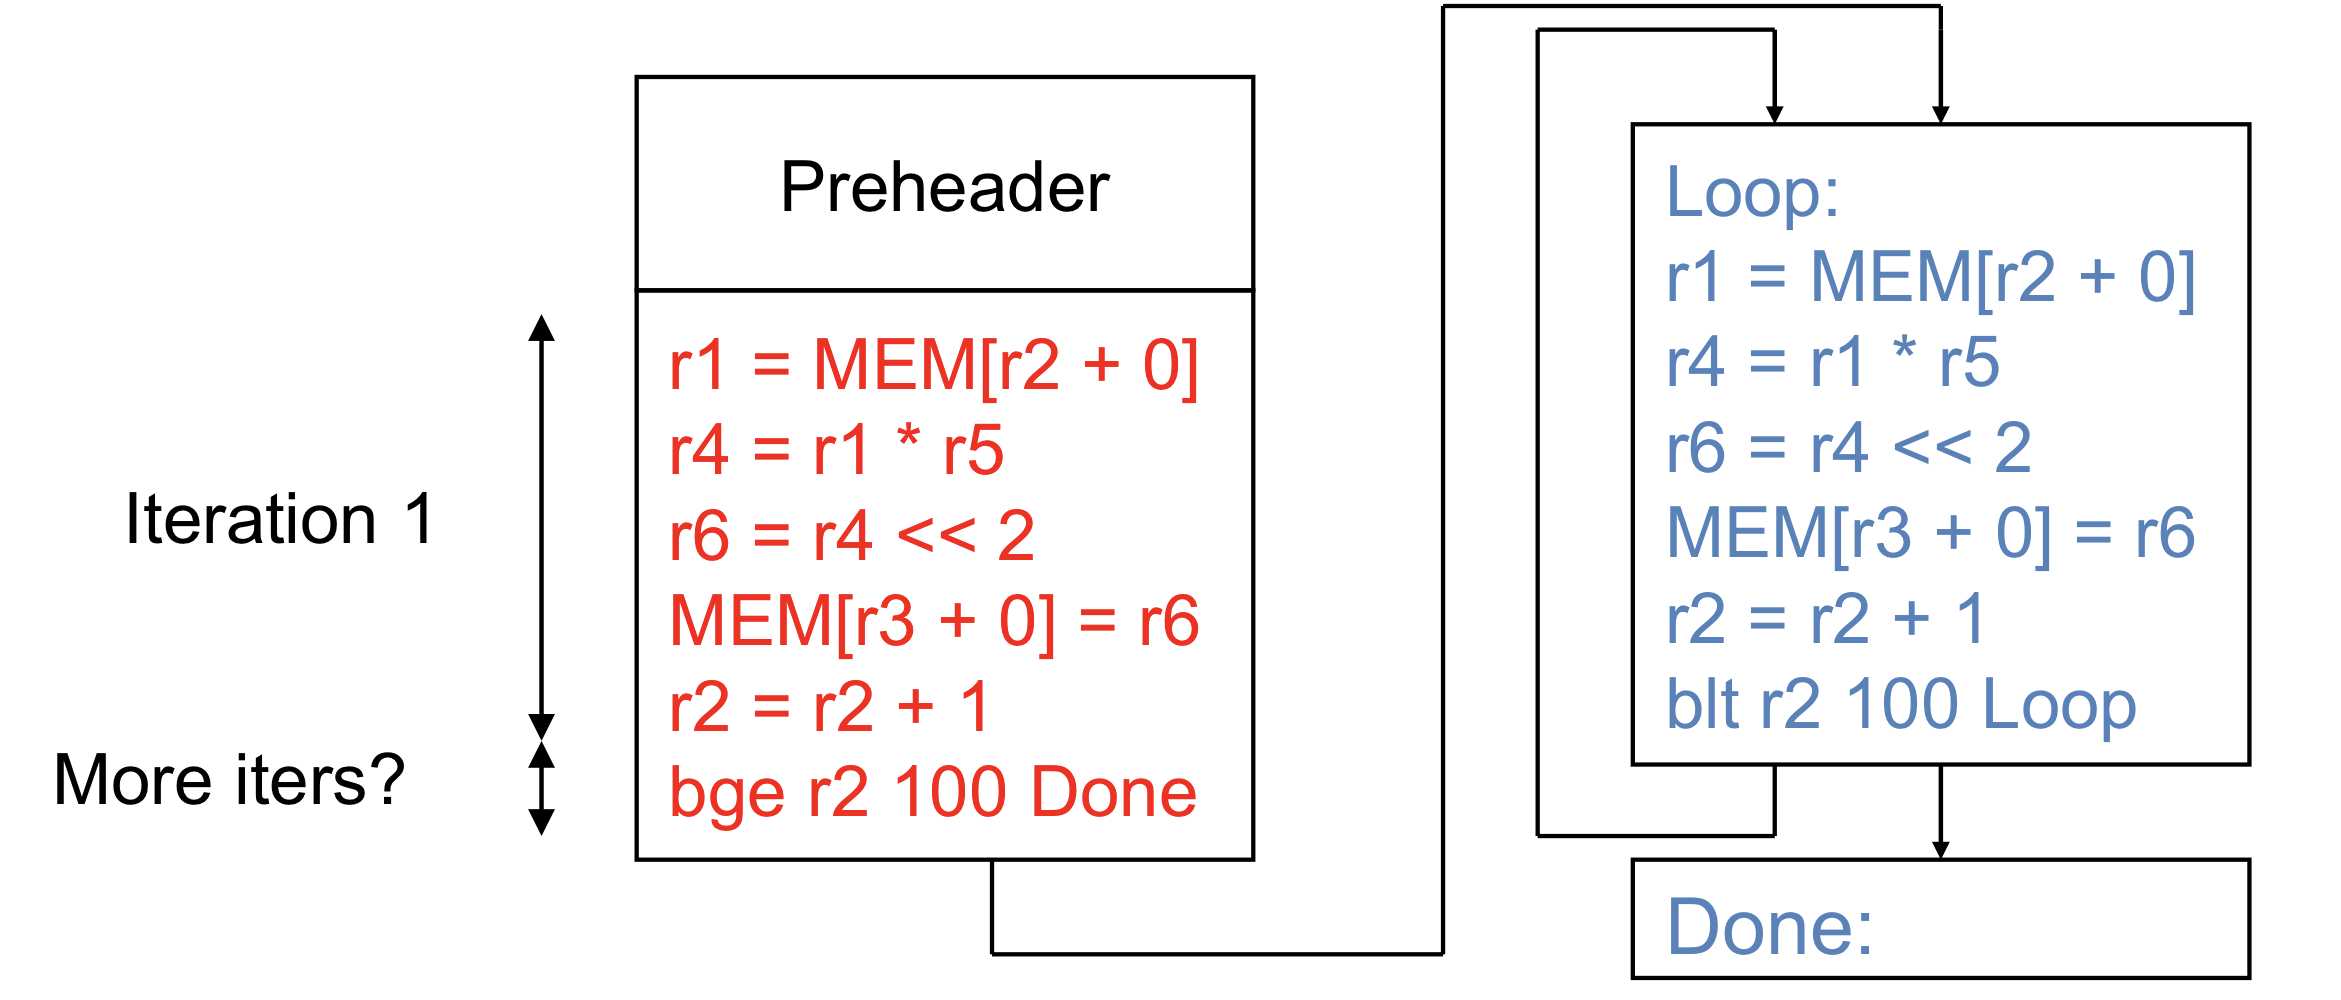 Preheader
Iteration 1
More iters?
r1 = MEM[r2 + 0]
r4 = r1 * r5
r6 = r4 << 2
MEM[r3 + 0] = r6
r2 = r2 + 1
bge r2 100 Done
Loop:
r1 = MEM[r2 + 0]
r4 = r1 * r5
r6 = r4 << 2
MEM[r3 + 0] = r6
r2 = r2 + 1
blt r2 100 Loop
Done: